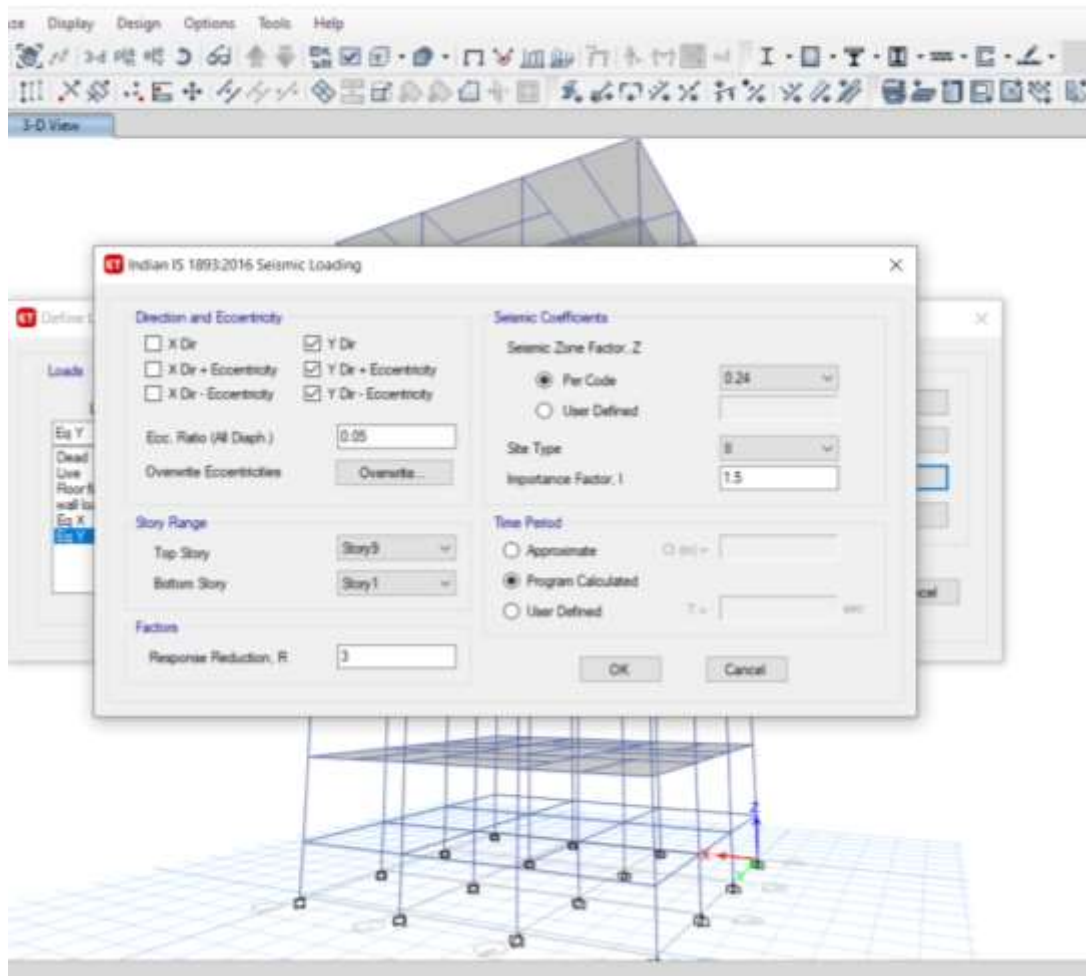 Display Design Options Tools Help
3-D View
Indian IS 1893:2016 Seismic Loading
Direction and Eccentricity
X Dir
Y Dir
X Dir + Eccentricity
Y Dir + Eccentricity
X Dir - Eccentricity
Y Dir - Eccentricity
Ecc. Ratio (All Diaph.) 0.05
Overwrite Eccentricities Overwrite...
Story Range
Top Story Story9
Bottom Story Story1
Factors
Response Reduction, R 3
Seismic Coefficients
Seismic Zone Factor, Z
Per Code 0.24
User Defined
Site Type II
Importance Factor, I 1.5
Time Period
Approximate Ct (m) =
Program Calculated
User Defined T = sec
OK Cancel
Define
Loads
Eq Y
Dead
Live
wall
Eq X
Eq Y
X
Y
Z